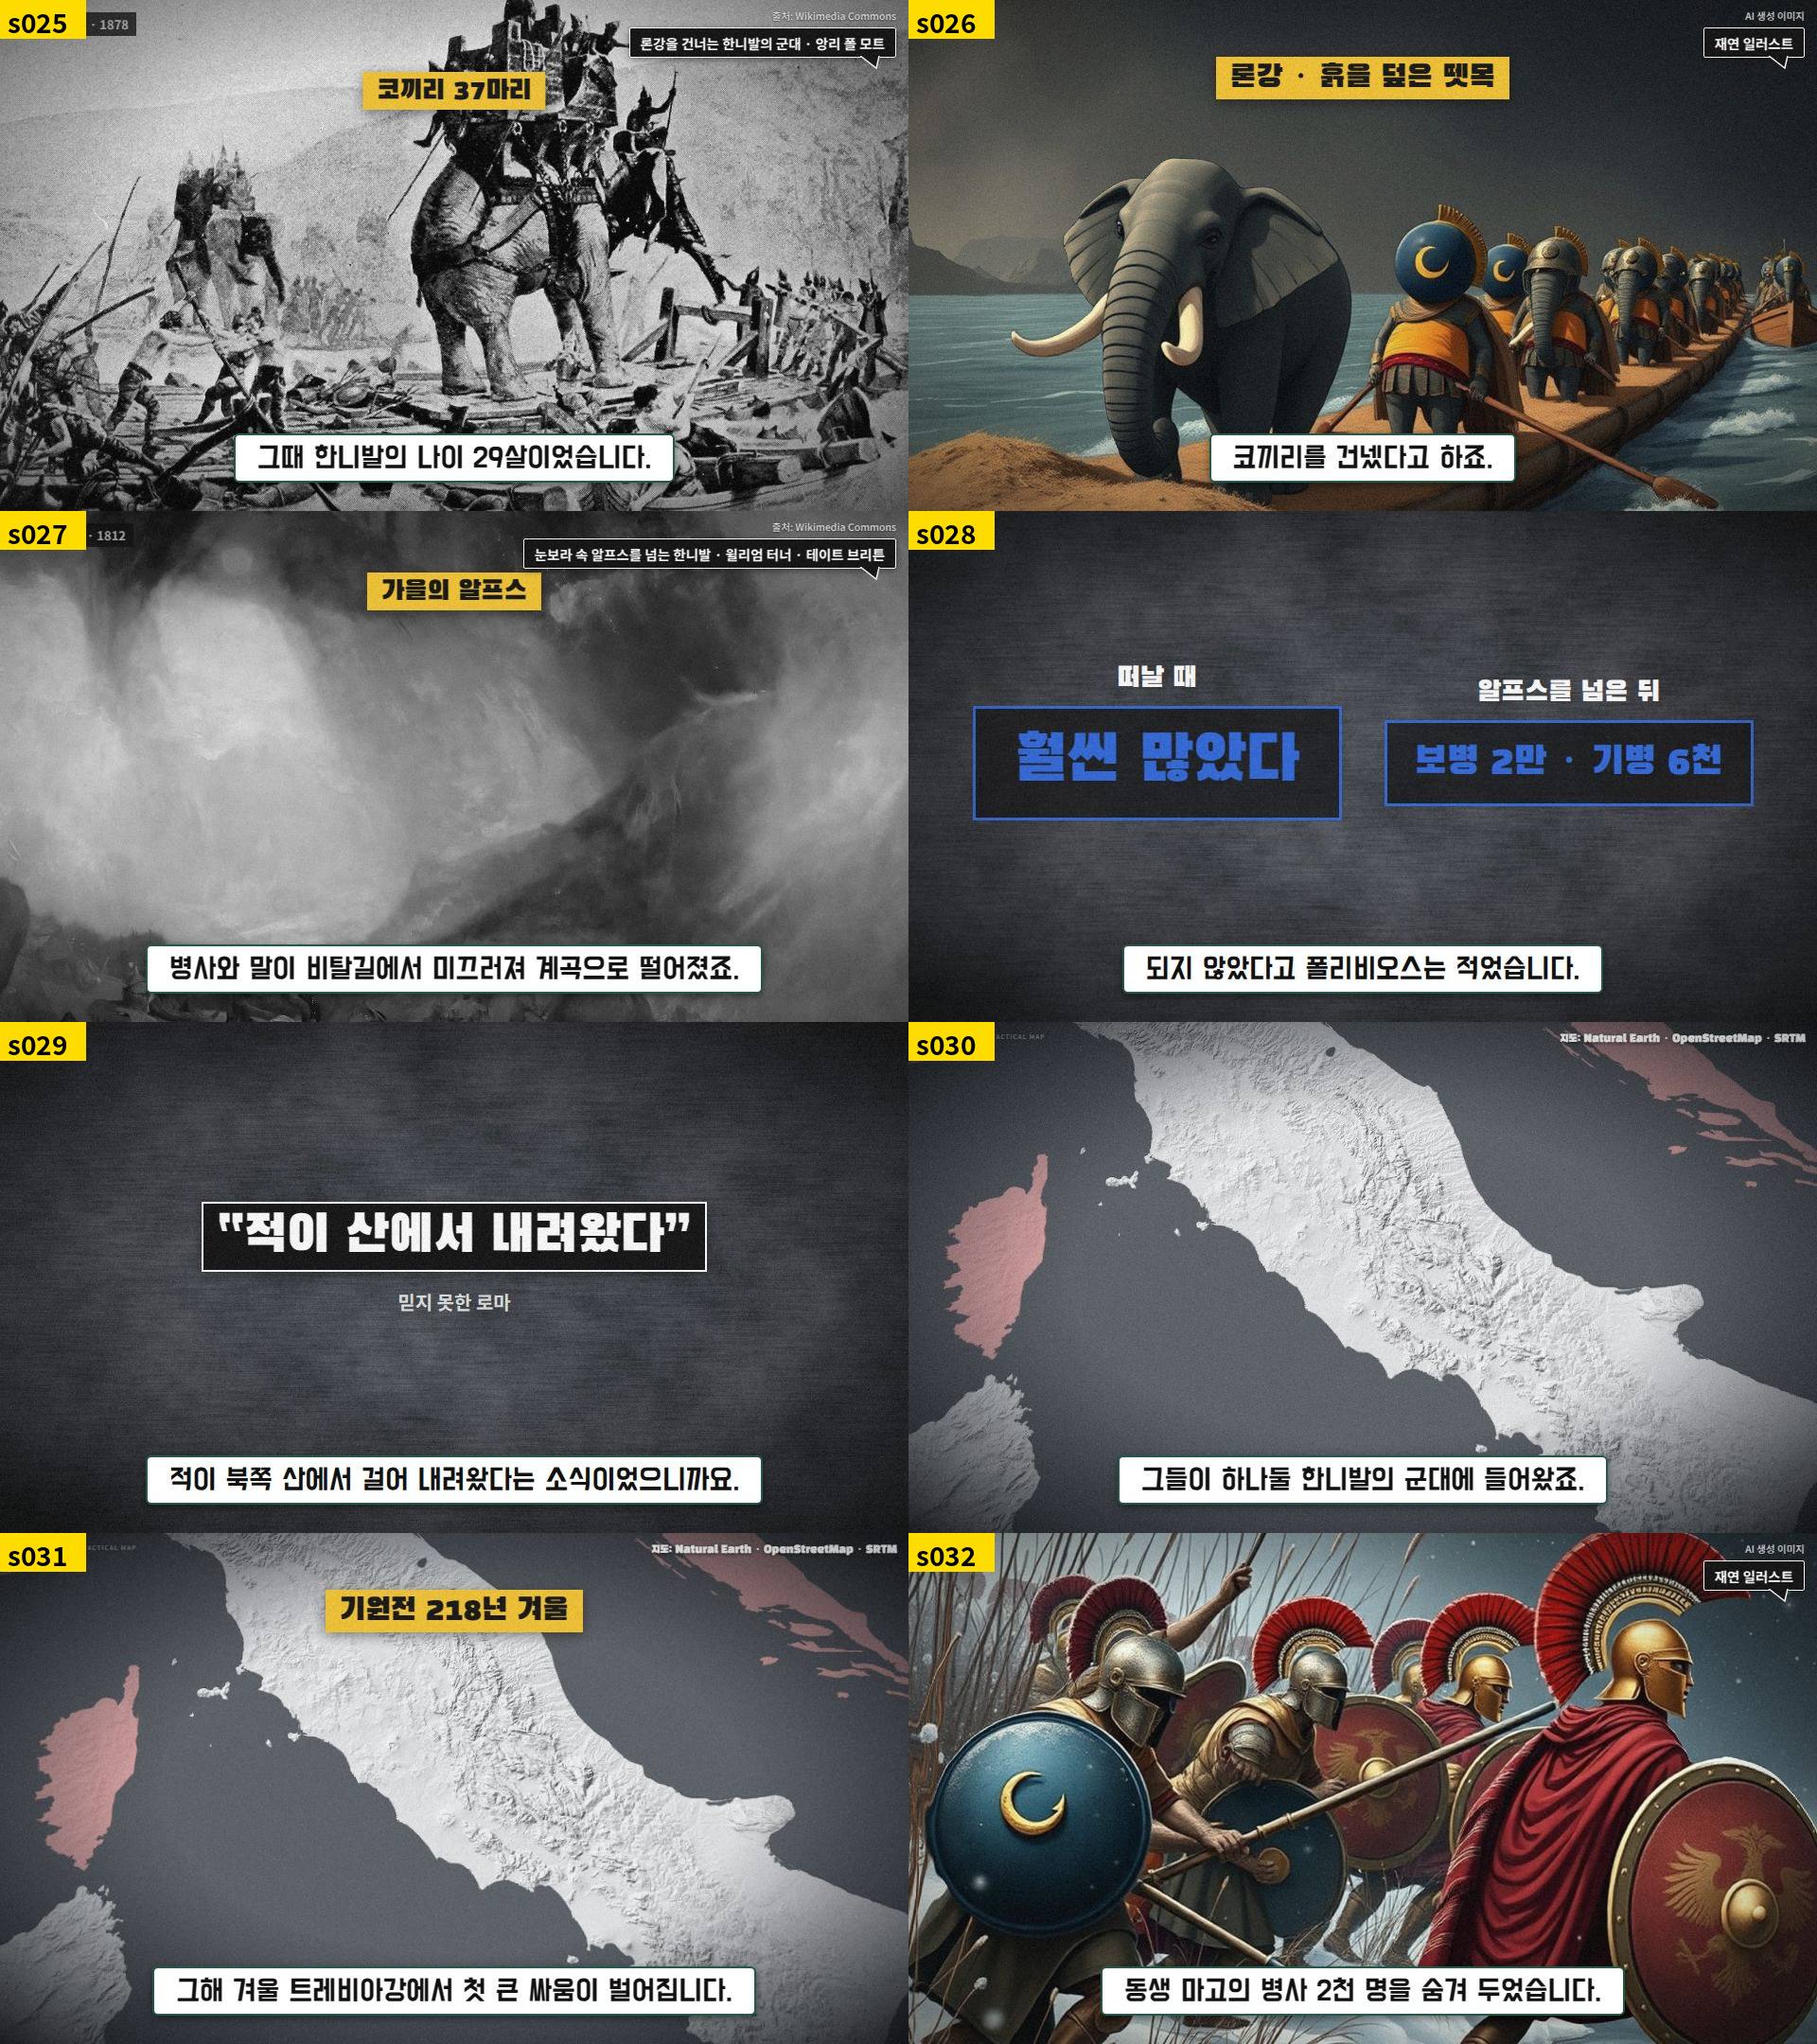 s025
· 1878
출처: Wikimedia Commons
론강을 건너는 한니발의 군대 · 앙리 폴 모트
코끼리 37마리
그때 한니발의 나이 29살이었습니다.
s026
AI 생성 이미지
재연 일러스트
론강 · 흙을 덮은 뗏목
코끼리를 건넸다고 하죠.
s027
· 1812
출처: Wikimedia Commons
눈보라 속 알프스를 넘는 한니발 · 윌리엄 터너 · 테이트 브리튼
가을의 알프스
병사와 말이 비탈길에서 미끄러져 계곡으로 떨어졌죠.
s028
떠날 때
훨씬 많았다
알프스를 넘은 뒤
보병 2만 · 기병 6천
되지 않았다고 폴리비오스는 적었습니다.
s029
“적이 산에서 내려왔다”
믿지 못한 로마
적이 북쪽 산에서 걸어 내려왔다는 소식이었으니까요.
s030
ACTICAL MAP
지도: Natural Earth · OpenStreetMap · SRTM
그들이 하나둘 한니발의 군대에 들어왔죠.
s031
ACTICAL MAP
지도: Natural Earth · OpenStreetMap · SRTM
기원전 218년 겨울
그해 겨울 트레비아강에서 첫 큰 싸움이 벌어집니다.
s032
AI 생성 이미지
재연 일러스트
동생 마고의 병사 2천 명을 숨겨 두었습니다.